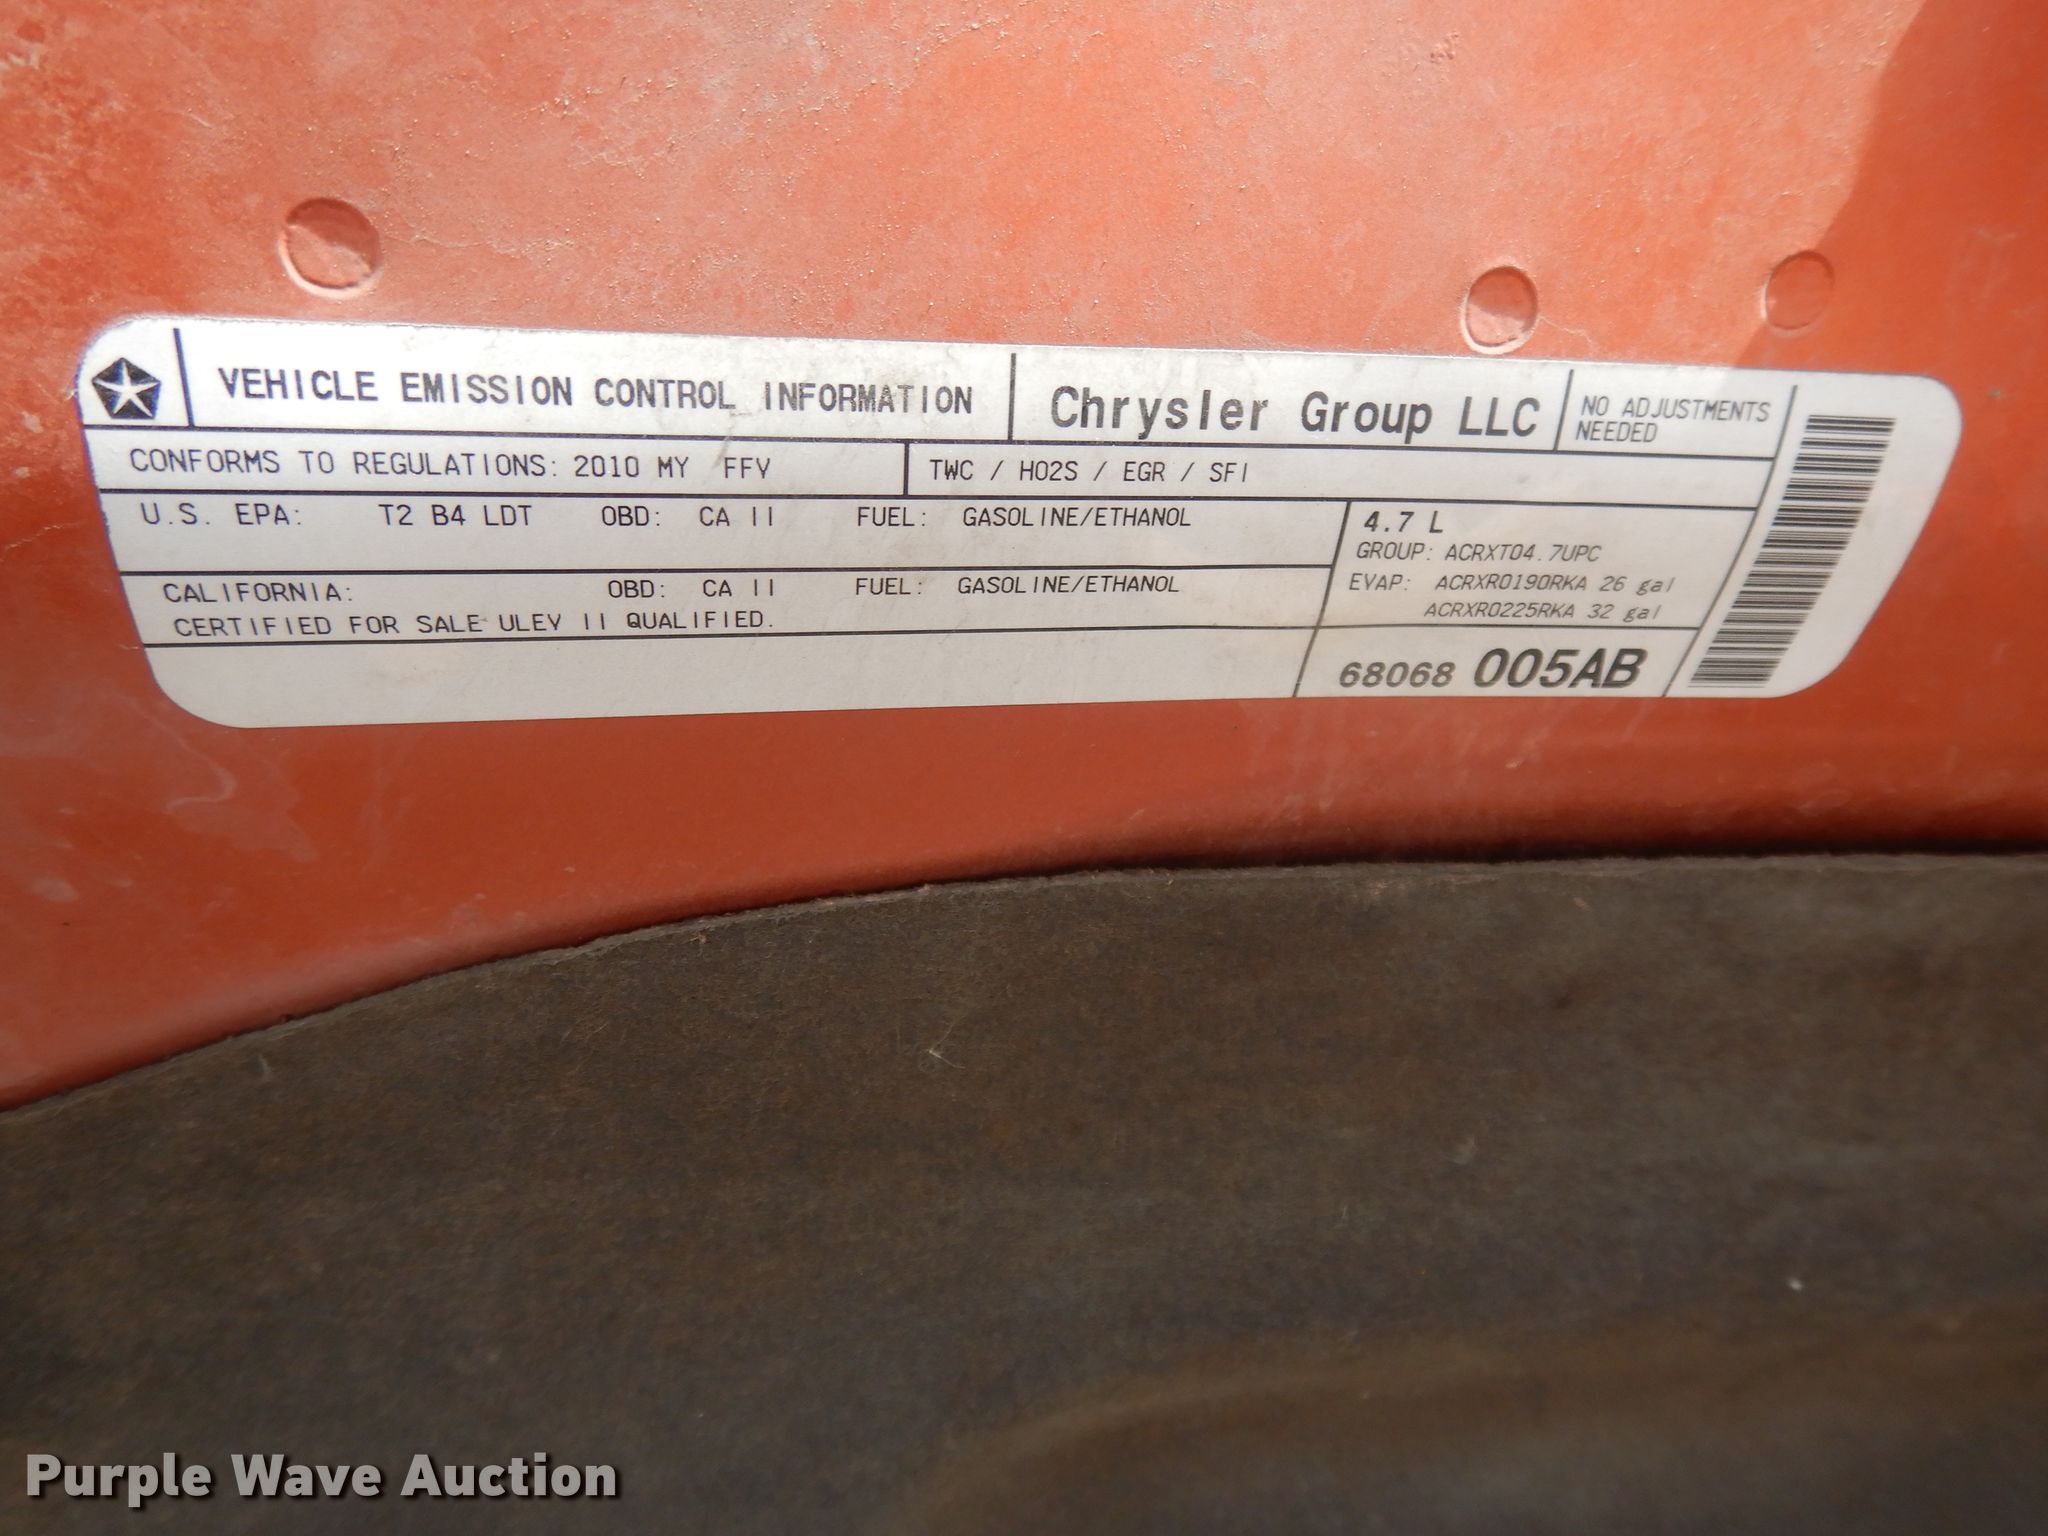 VEHICLE EMISSION CONTROL INFORMATION
Chrysler Group LLC
NO ADJUSTMENTS
NEEDED
CONFORMS TO REGULATIONS: 2010 MY FFV
TWC / HO2S / EGR / SFI
U.S. EPA: T2 B4 LDT OBD: CA II FUEL: GASOLINE/ETHANOL
CALIFORNIA: OBD: CA II FUEL: GASOLINE/ETHANOL
CERTIFIED FOR SALE ULEV II QUALIFIED.
4.7 L
GROUP: ACRXT04.7UPC
EVAP: ACRXR0190RKA 26 gal
ACRXR0225RKA 32 gal
68068 005AB
Purple Wave Auction